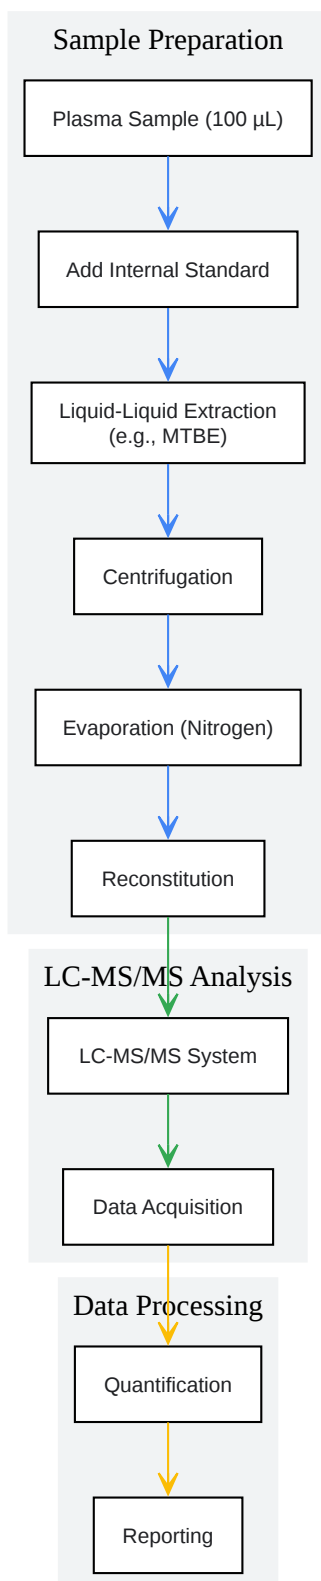 Sample Preparation
Plasma Sample (100 µL)
Add Internal Standard
Liquid-Liquid Extraction
(e.g., MTBE)
Centrifugation
Evaporation (Nitrogen)
Reconstitution
LC-MS/MS Analysis
LC-MS/MS System
Data Acquisition
Data Processing
Quantification
Reporting